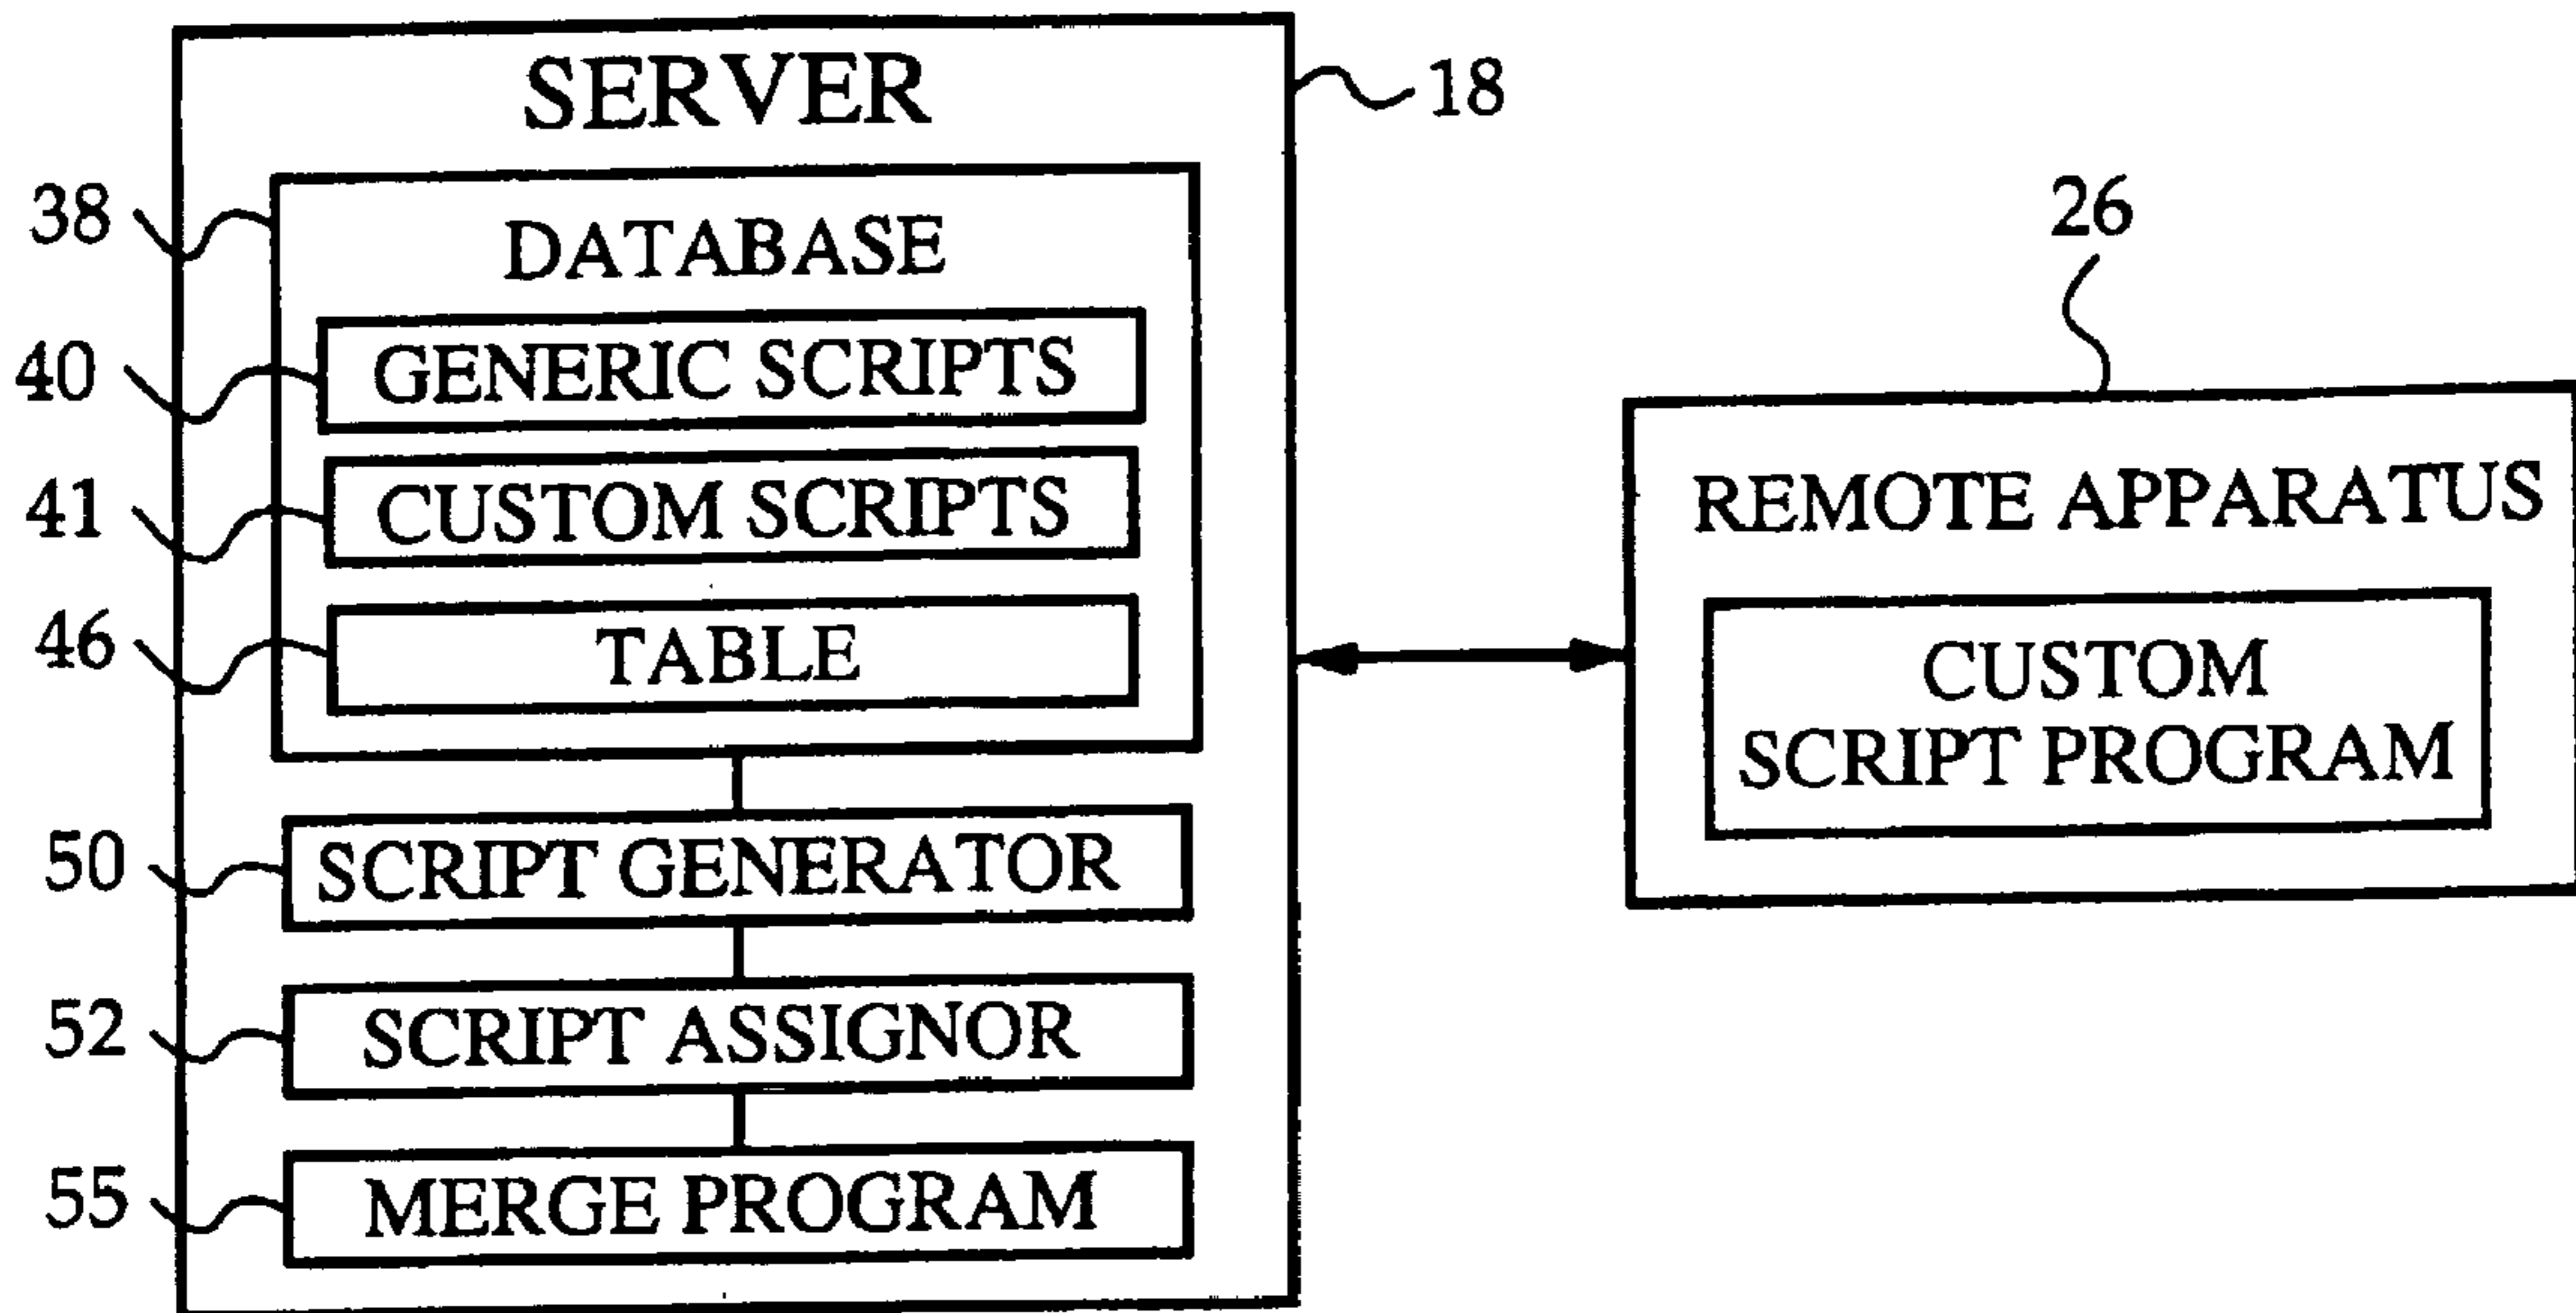 SERVER
18
38
DATABASE
40
GENERIC SCRIPTS
41
CUSTOM SCRIPTS
46
TABLE
50
SCRIPT GENERATOR
52
SCRIPT ASSIGNOR
55
MERGE PROGRAM
26
REMOTE APPARATUS
CUSTOM
SCRIPT PROGRAM